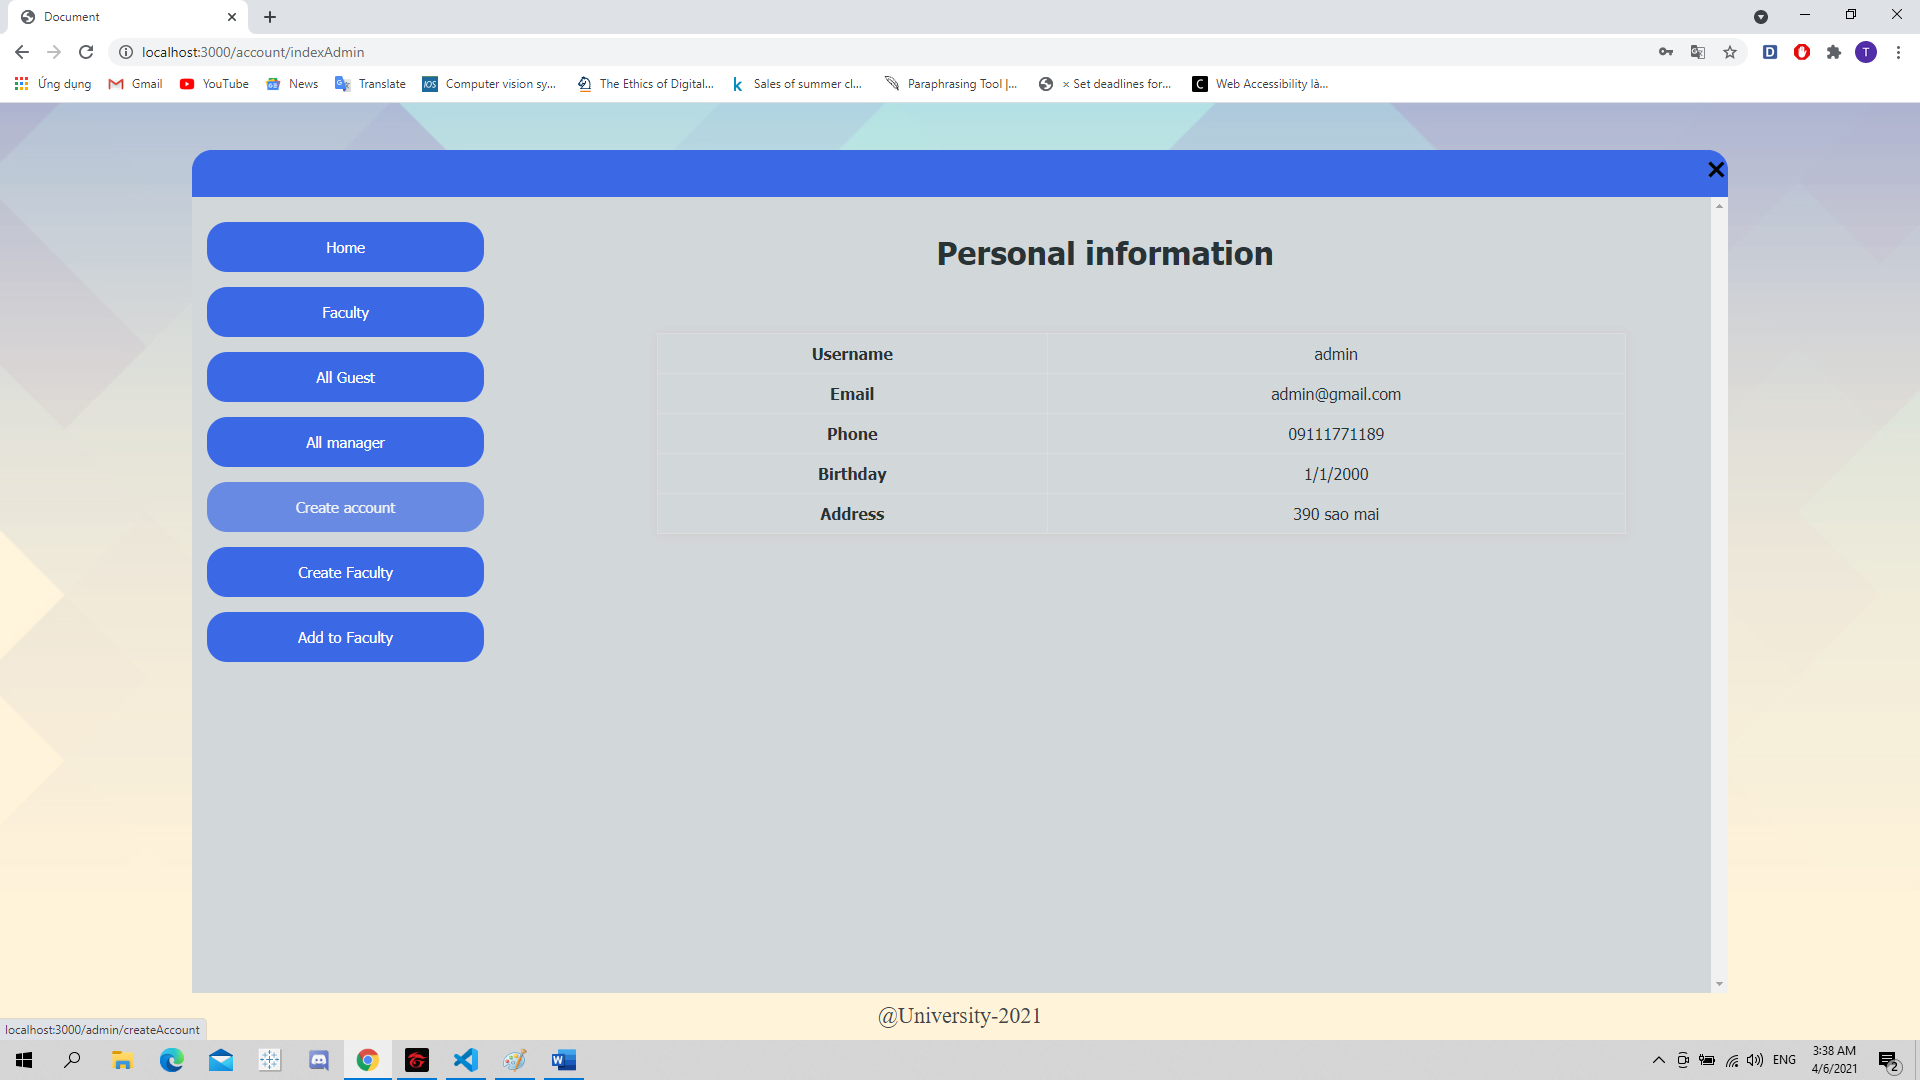 Document
localhost:3000/account/indexAdmin
T
Ứng dụng
Gmail
YouTube
News
Translate
IOS
Computer vision sy...
The Ethics of Digital...
k
Sales of summer cl...
Paraphrasing Tool |...
× Set deadlines for...
C
Web Accessibility là...
Home
Faculty
All Guest
All manager
Create account
Create Faculty
Add to Faculty
Personal information
Username admin
Email admin@gmail.com
Phone 09111771189
Birthday 1/1/2000
Address 390 sao mai
@University-2021
localhost:3000/admin/createAccount
ENG
3:38 AM
4/6/2021
2